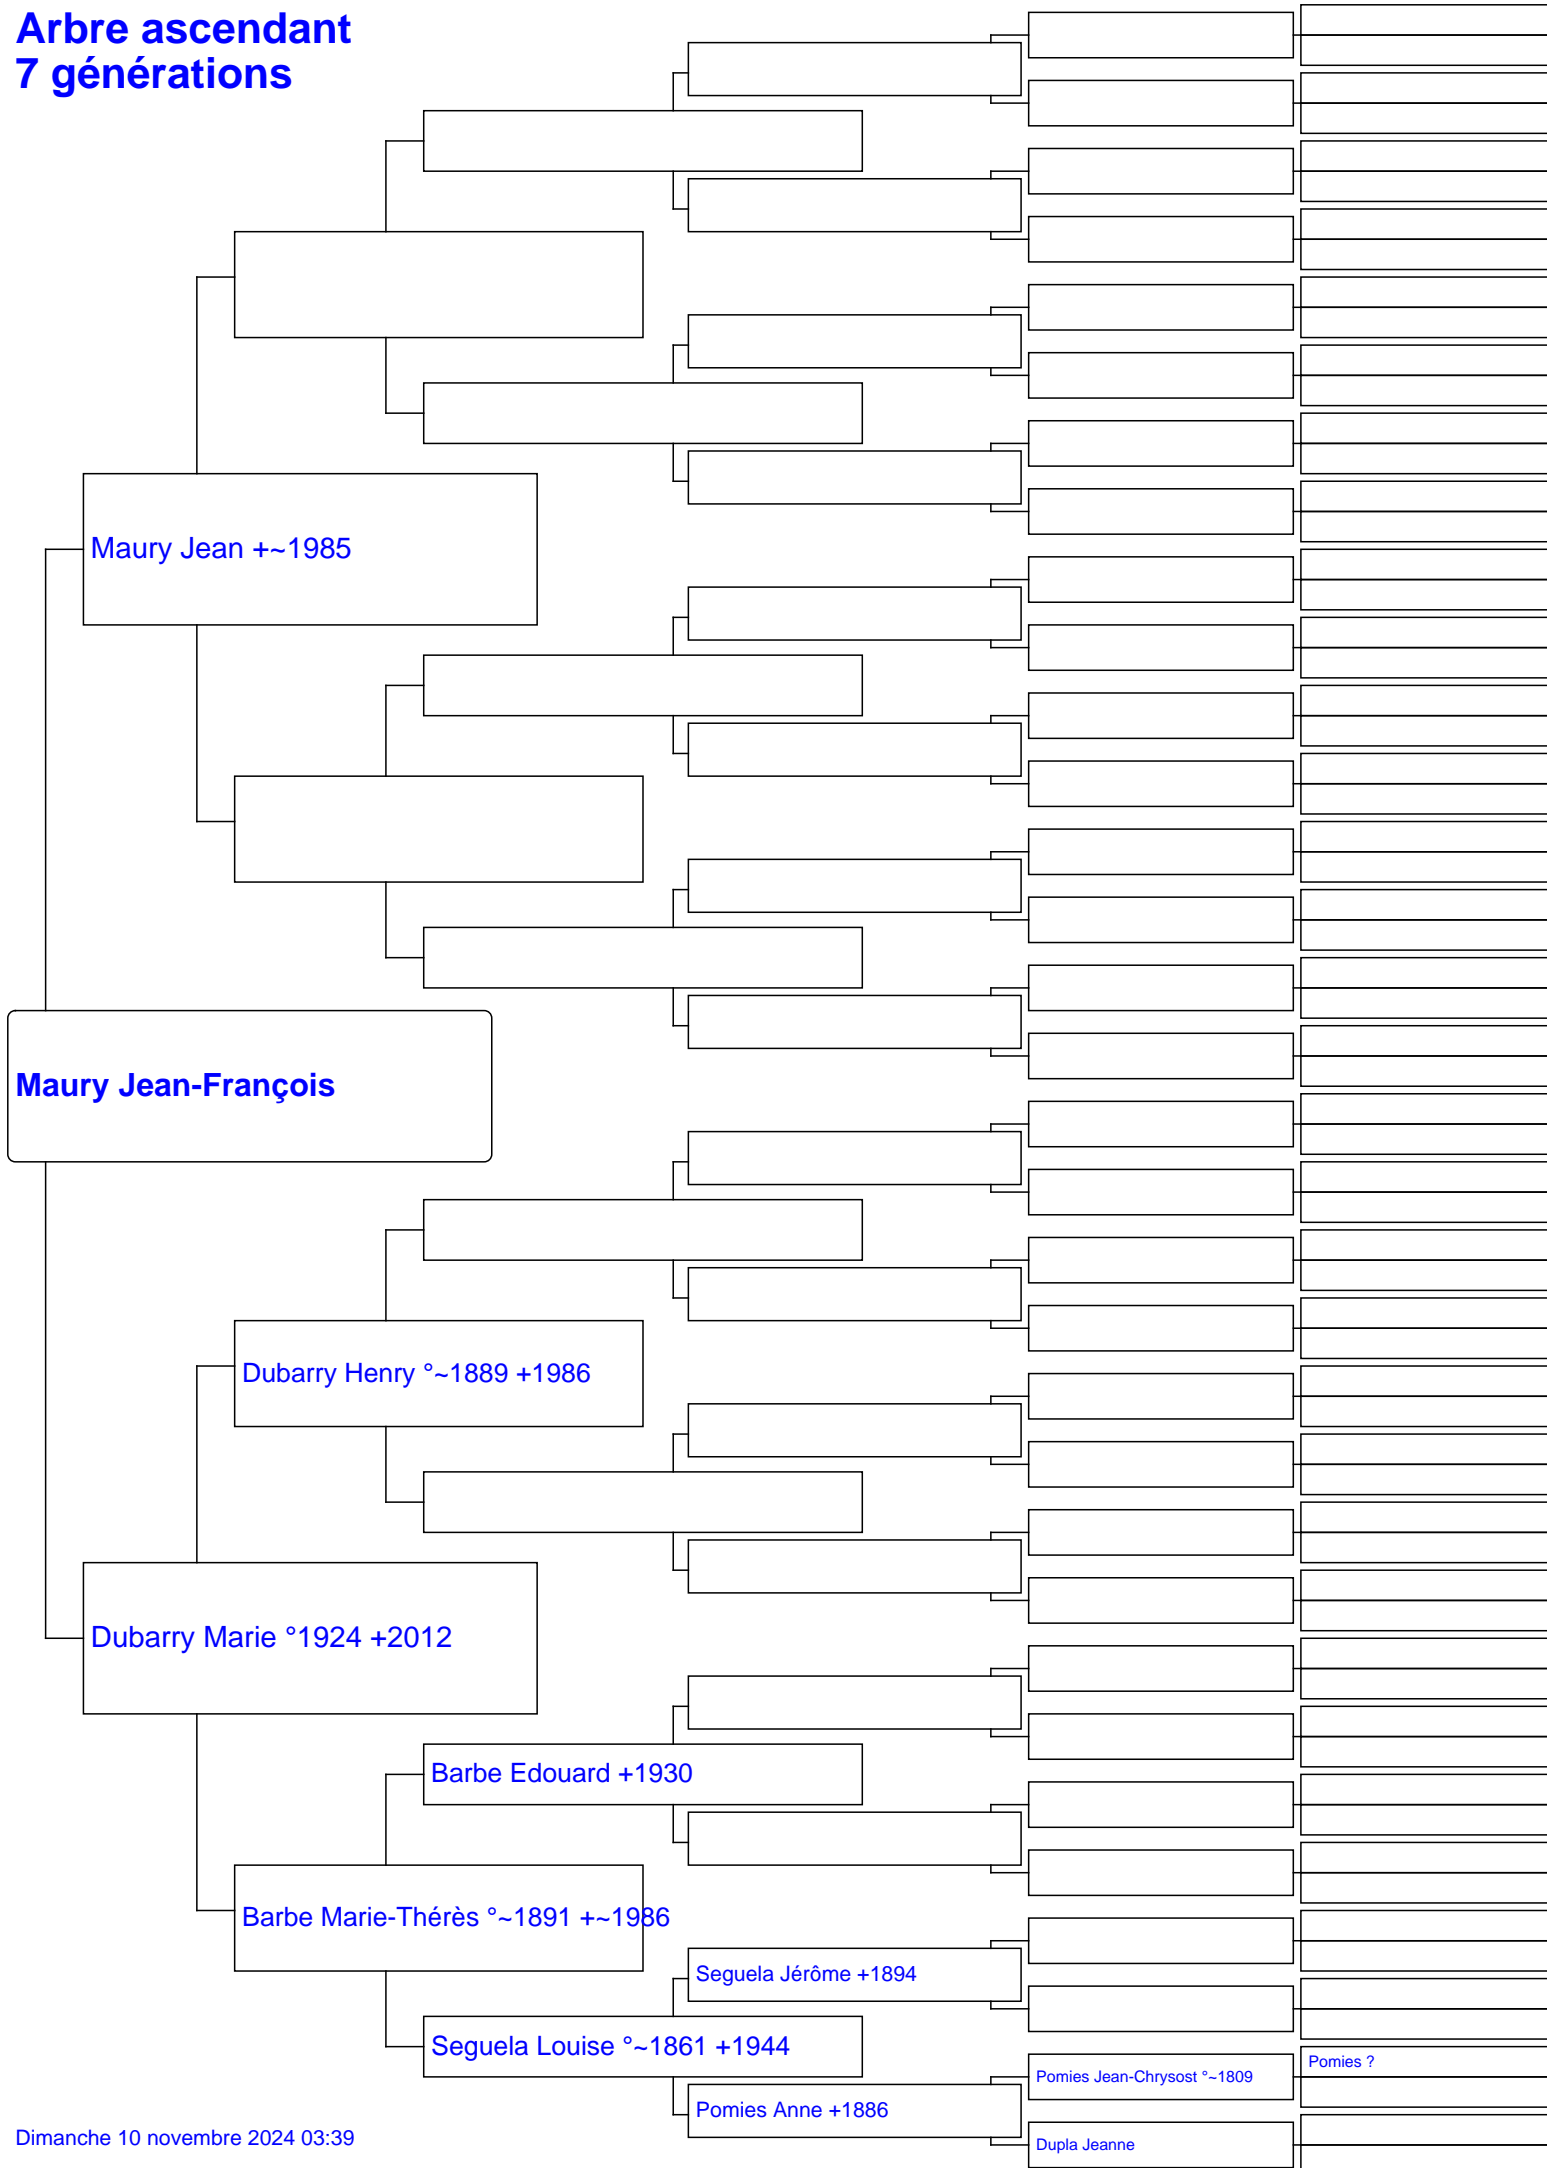 Arbre ascendant
7 générations
Maury Jean +~1985
Maury Jean-François
Dubarry Henry °~1889 +1986
Dubarry Marie °1924 +2012
Barbe Edouard +1930
Barbe Marie-Thérès °~1891 +~1986
Seguela Jérôme +1894
Seguela Louise °~1861 +1944
Pomies ?
Pomies Jean-Chrysost °~1809
Pomies Anne +1886
Dupla Jeanne
Dimanche 10 novembre 2024 03:39